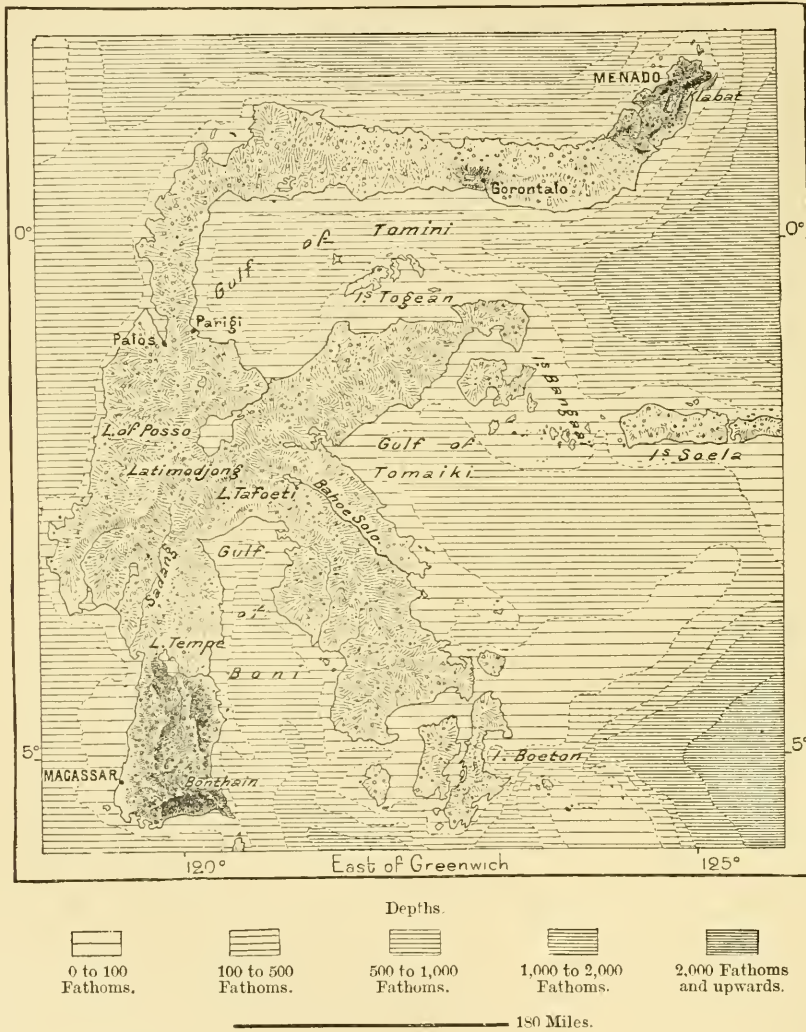 MENADO
Klabat
Gorontalo
0°
0°
Gulf of Tomini
Is Togean
Parigi
Palos
Is Bangaai
L. of Posso
Gulf of
Tomaiki
Is Soela
Latimodjong
L. Tafoeti
Bahoe Solo
Sadang
Gulf
of
Boni
L. Tempe
5°
5°
I. Boeton
MACASSAR
Bonthain
120°
East of Greenwich
125°
Depths.
0 to 100
Fathoms.
100 to 500
Fathoms.
500 to 1,000
Fathoms.
1,000 to 2,000
Fathoms.
2,000 Fathoms
and upwards.
180 Miles.